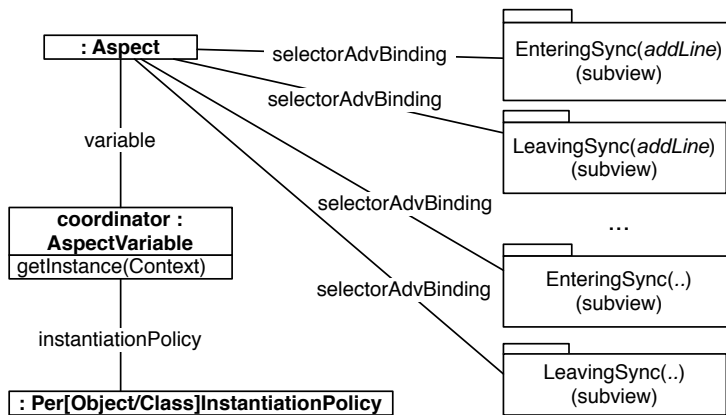 : Aspect
selectorAdvBinding
EnteringSync(addLine)
(subview)
selectorAdvBinding
LeavingSync(addLine)
(subview)
variable
selectorAdvBinding
...
coordinator :
AspectVariable
getInstance(Context)
EnteringSync(..)
(subview)
selectorAdvBinding
instantiationPolicy
LeavingSync(..)
(subview)
: Per[Object/Class]InstantiationPolicy